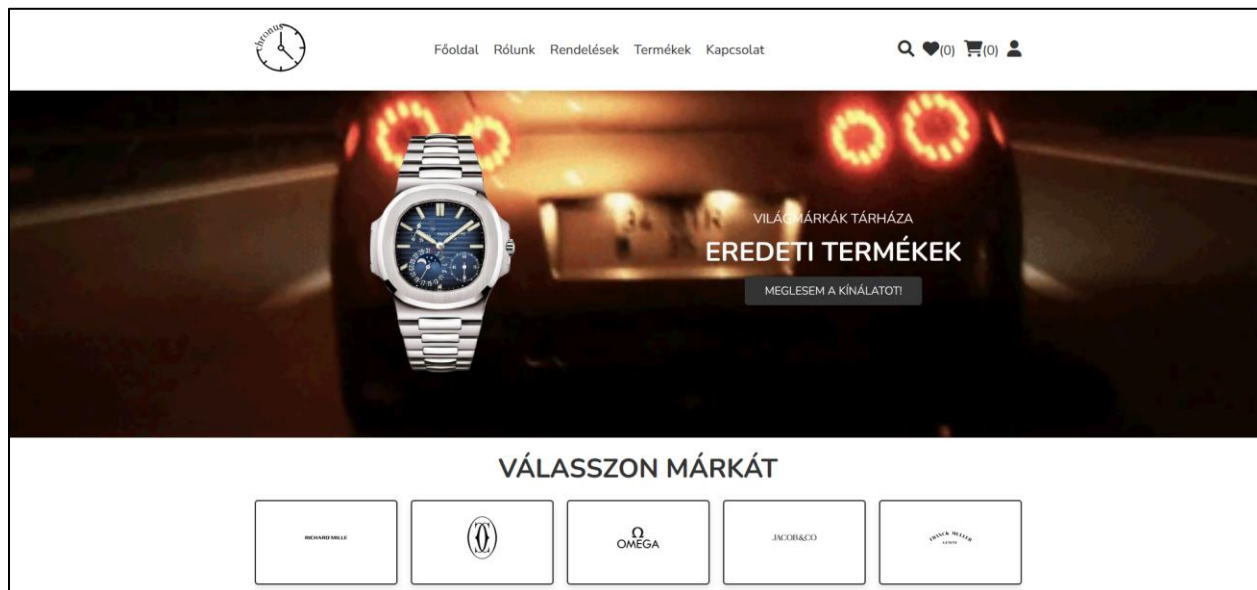 chronus
Főoldal Rólunk Rendelések Termékek Kapcsolat
(0) (0)
VILÁGMÁRKÁK TÁRHÁZA
EREDETI TERMÉKEK
MEGLESEM A KÍNÁLATOT!
VÁLASSZON MÁRKÁT
RICHARD MILLE
Ω
OMEGA
JACOB&CO
FRANCK MULLER
GENEVE